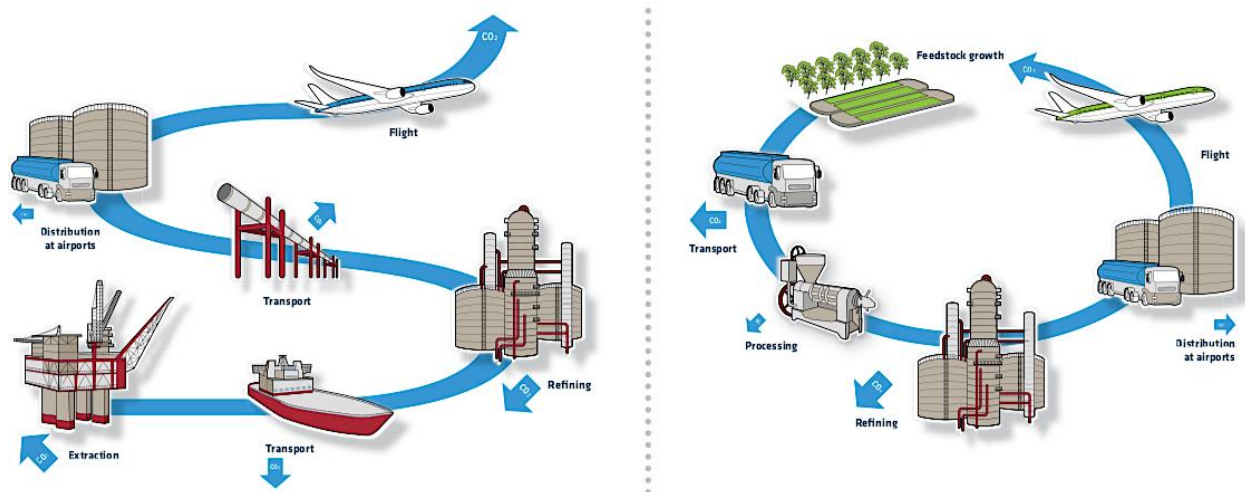 CO₂
Flight
Distribution
at airports
CO₂
Transport
CO₂
Refining
CO₂
Extraction
Transport
CO₂
Feedstock growth
CO₂
Flight
CO₂
Transport
Processing
CO₂
Refining
Distribution
at airports